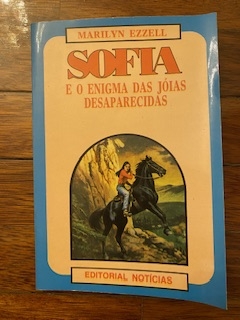 MARILYN EZZELL
SOFIA
E O ENIGMA DAS JÓIAS
DESAPARECIDAS
EDITORIAL NOTÍCIAS